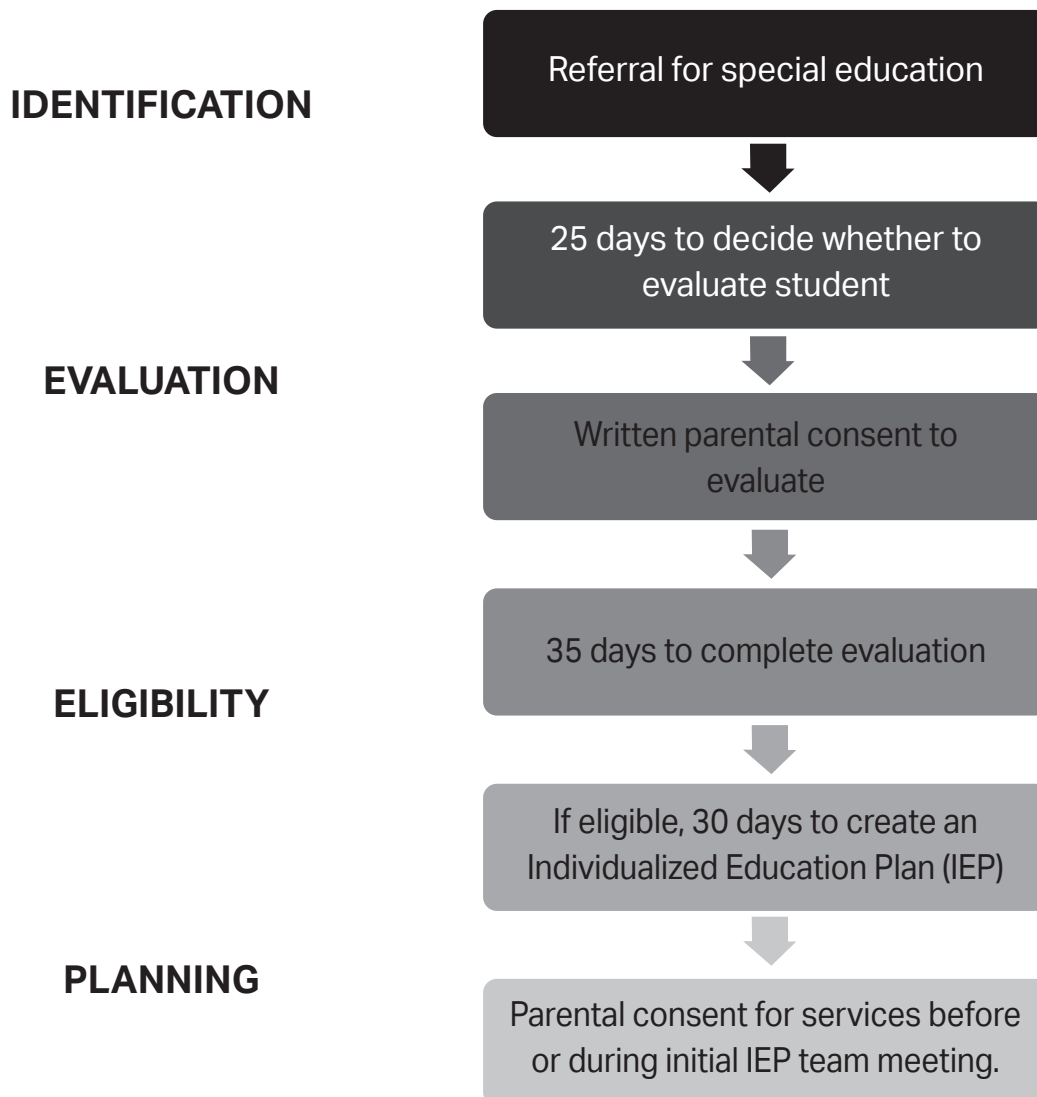 Referral for special education
IDENTIFICATION
25 days to decide whether to
evaluate student
EVALUATION
Written parental consent to
evaluate
35 days to complete evaluation
ELIGIBILITY
If eligible, 30 days to create an
Individualized Education Plan (IEP)
PLANNING
Parental consent for services before
or during initial IEP team meeting.